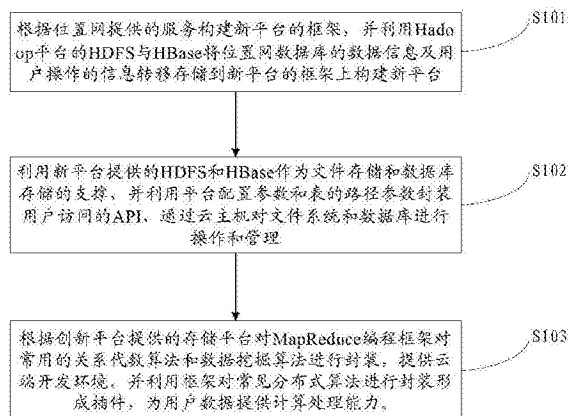 根据位置网提供的服务构建新平台的框架，并利用Hado
op平台的HDFS与HBase将位置网数据库的数据信息及用
户操作的信息转移存储到新平台的框架上构建新平台
S101
利用新平台提供的HDFS和HBase作为文件存储和数据库
存储的支撑、并利用平台配置参数和表的路径参数封装
用户访问的API、通过云主机对文件系统和数据库进行
操作和管理
S102
根据创新平台提供的存储平台对MapReduce编程框架对
常用的关系代数算法和数据挖掘算法进行封装，提供云
端开发环境。并利用框架对常见分布式算法进行封装形
成插件，为用户数据提供计算处理能力。
S103